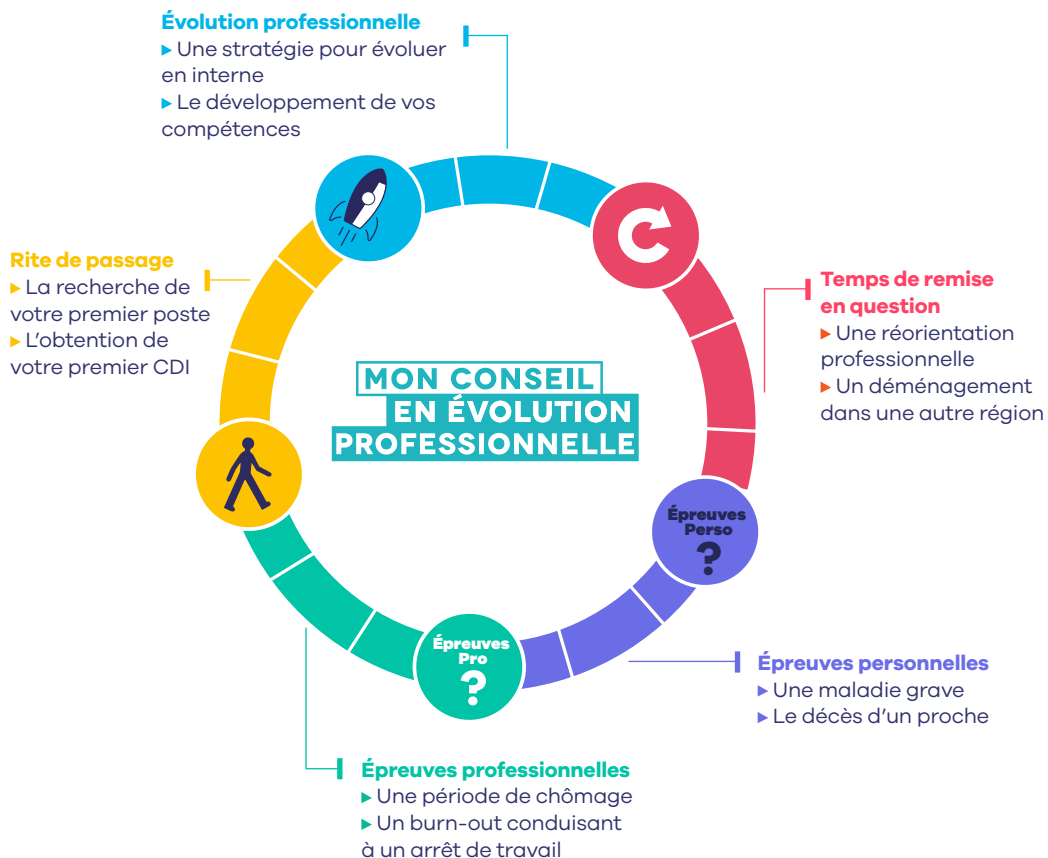 Évolution professionnelle
▸ Une stratégie pour évoluer
en interne
▸ Le développement de vos
compétences
Rite de passage
▸ La recherche de
votre premier poste
▸ L'obtention de
votre premier CDI
Temps de remise
en question
▸ Une réorientation
professionnelle
▸ Un déménagement
dans une autre région
MON CONSEIL
EN ÉVOLUTION
PROFESSIONNELLE
Épreuves
Perso
?
Épreuves
Pro
?
Épreuves personnelles
▸ Une maladie grave
▸ Le décès d'un proche
Épreuves professionnelles
▸ Une période de chômage
▸ Un burn-out conduisant
à un arrêt de travail